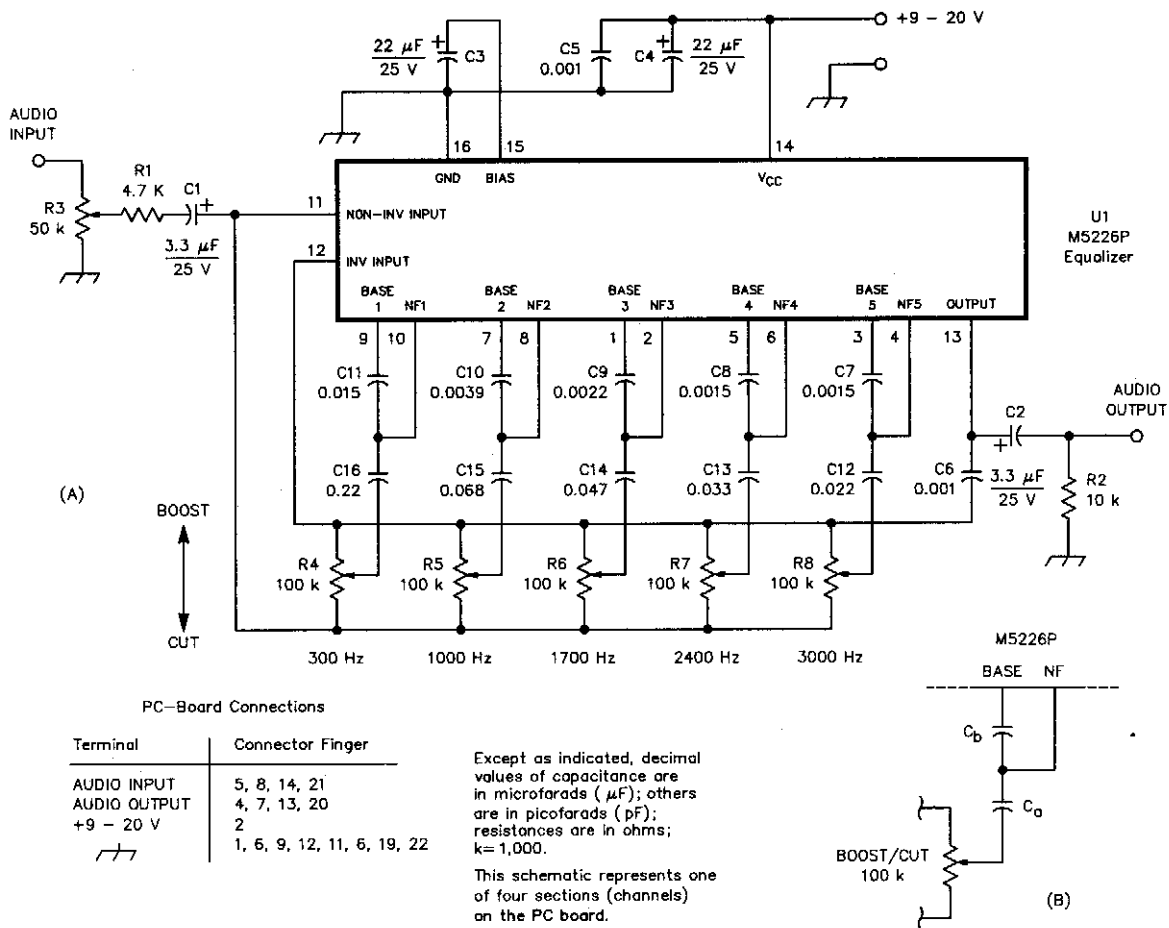 +9 – 20 V
22 μF
25 V
+
C3
C5
0.001
+
C4
22 μF
25 V
AUDIO
INPUT
16
15
14
GND
BIAS
VCC
R1
4.7 K
C1
+
R3
50 k
3.3 μF
25 V
11
NON–INV INPUT
12
INV INPUT
U1
M5226P
Equalizer
BASE
1
NF1
BASE
2
NF2
BASE
3
NF3
BASE
4
NF4
BASE
5
NF5
OUTPUT
9
10
7
8
1
2
5
6
3
4
13
C11
0.015
C10
0.0039
C9
0.0022
C8
0.0015
C7
0.0015
AUDIO
OUTPUT
C2
+
3.3 μF
25 V
C16
0.22
C15
0.068
C14
0.047
C13
0.033
C12
0.022
C6
0.001
R2
10 k
(A)
BOOST
CUT
R4
100 k
R5
100 k
R6
100 k
R7
100 k
R8
100 k
300 Hz
1000 Hz
1700 Hz
2400 Hz
3000 Hz
M5226P
BASE
NF
Cb
Ca
BOOST/CUT
100 k
(B)
PC–Board Connections
Terminal Connector Finger
AUDIO INPUT 5, 8, 14, 21
AUDIO OUTPUT 4, 7, 13, 20
+9 – 20 V 2
1, 6, 9, 12, 11, 6, 19, 22
Except as indicated, decimal
values of capacitance are
in microfarads ( μF); others
are in picofarads ( pF);
resistances are in ohms;
k=1,000.
This schematic represents one
of four sections (channels)
on the PC board.